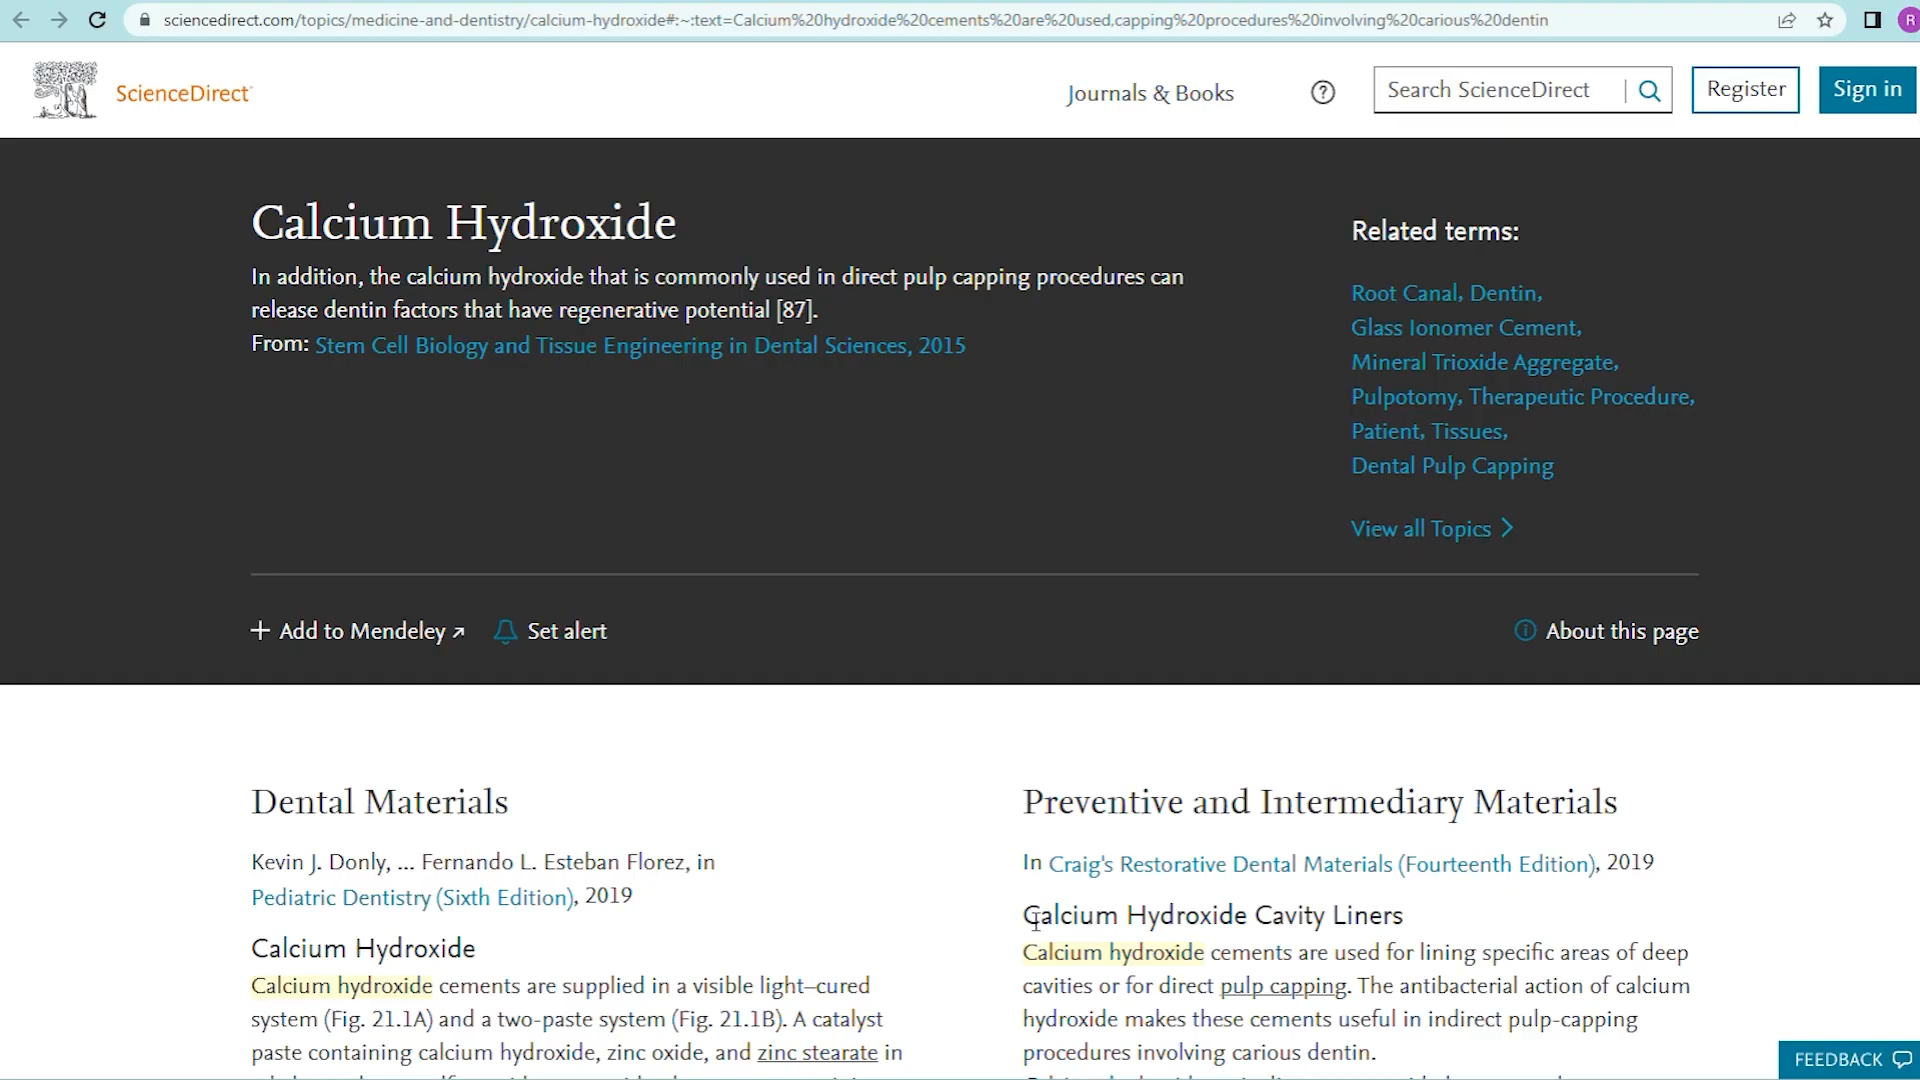 sciencedirect.com/topics/medicine-and-dentistry/calcium-hydroxide#:~:text=Calcium%20hydroxide%20cements%20are%20used,capping%20procedures%20involving%20carious%20dentin
R
ScienceDirect
Journals & Books
?
Search ScienceDirect
Register
Sign in
Calcium Hydroxide
In addition, the calcium hydroxide that is commonly used in direct pulp capping procedures can
release dentin factors that have regenerative potential [87].
From: Stem Cell Biology and Tissue Engineering in Dental Sciences, 2015
Related terms:
Root Canal, Dentin,
Glass Ionomer Cement,
Mineral Trioxide Aggregate,
Pulpotomy, Therapeutic Procedure,
Patient, Tissues,
Dental Pulp Capping
View all Topics
Add to Mendeley
Set alert
About this page
Dental Materials
Kevin J. Donly, ... Fernando L. Esteban Florez, in
Pediatric Dentistry (Sixth Edition), 2019
Calcium Hydroxide
Calcium hydroxide cements are supplied in a visible light–cured
system (Fig. 21.1A) and a two-paste system (Fig. 21.1B). A catalyst
paste containing calcium hydroxide, zinc oxide, and zinc stearate in
Preventive and Intermediary Materials
In Craig's Restorative Dental Materials (Fourteenth Edition), 2019
Calcium Hydroxide Cavity Liners
Calcium hydroxide cements are used for lining specific areas of deep
cavities or for direct pulp capping. The antibacterial action of calcium
hydroxide makes these cements useful in indirect pulp-capping
procedures involving carious dentin.
FEEDBACK